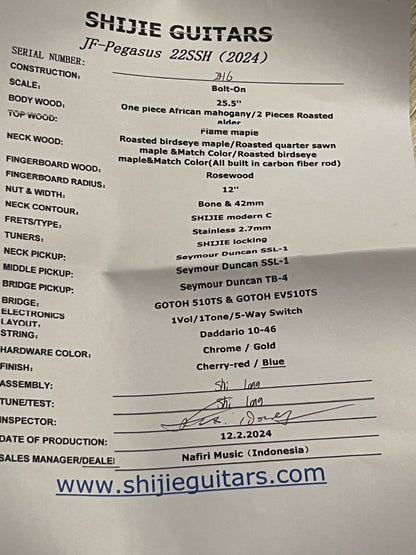 SHIJIE GUITARS
JF-Pegasus 22SSH (2024)
SERIAL NUMBER:
CONSTRUCTION: Bolt-On
SCALE: 25.5"
BODY WOOD: One piece African mahogany/2 Pieces Roasted
alder
TOP WOOD: Flame maple
NECK WOOD: Roasted birdseye maple/Roasted quarter sawn
maple &Match Color/Roasted birdseye
maple&Match Color(All built in carbon fiber rod)
FINGERBOARD WOOD: Rosewood
FINGERBOARD RADIUS: 12"
NUT & WIDTH: Bone & 42mm
NECK CONTOUR, SHIJIE modern C
FRETS/TYPE: Stainless 2.7mm
TUNERS: SHIJIE locking
NECK PICKUP: Seymour Duncan SSL-1
MIDDLE PICKUP: Seymour Duncan SSL-1
BRIDGE PICKUP: Seymour Duncan TB-4
BRIDGE: GOTOH 510TS & GOTOH EV510TS
ELECTRONICS
LAYOUT, 1Vol/1Tone/5-Way Switch
STRING: Daddario 10-46
HARDWARE COLOR: Chrome / Gold
FINISH: Cherry-red / Blue
ASSEMBLY: Shi long
TUNE/TEST: Shi long
INSPECTOR:
DATE OF PRODUCTION: 12.2.2024
SALES MANAGER/DEALE Nafiri Music (Indonesia)
www.shijieguitars.com